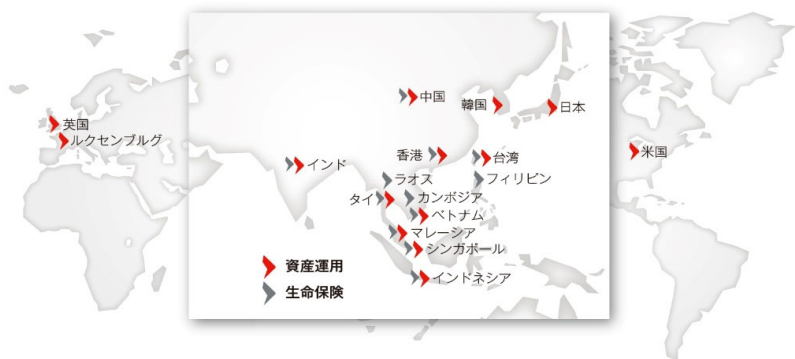 中国
韓国
日本
英国
ルクセンブルグ
米国
香港
台湾
インド
ラオス
フィリピン
タイ
カンボジア
ベトナム
マレーシア
シンガポール
インドネシア
資産運用
生命保険